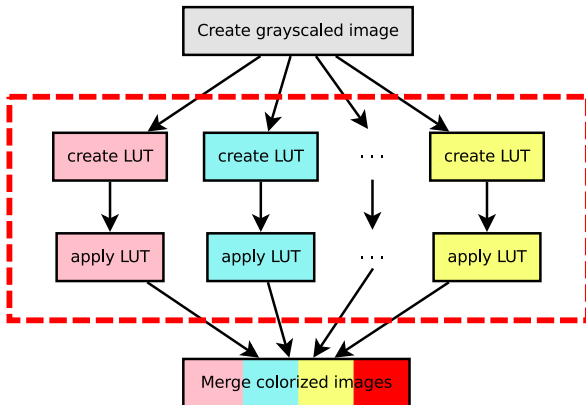 Create grayscaled image
create LUT
create LUT
. . .
create LUT
apply LUT
apply LUT
. . .
apply LUT
Merge colorized images